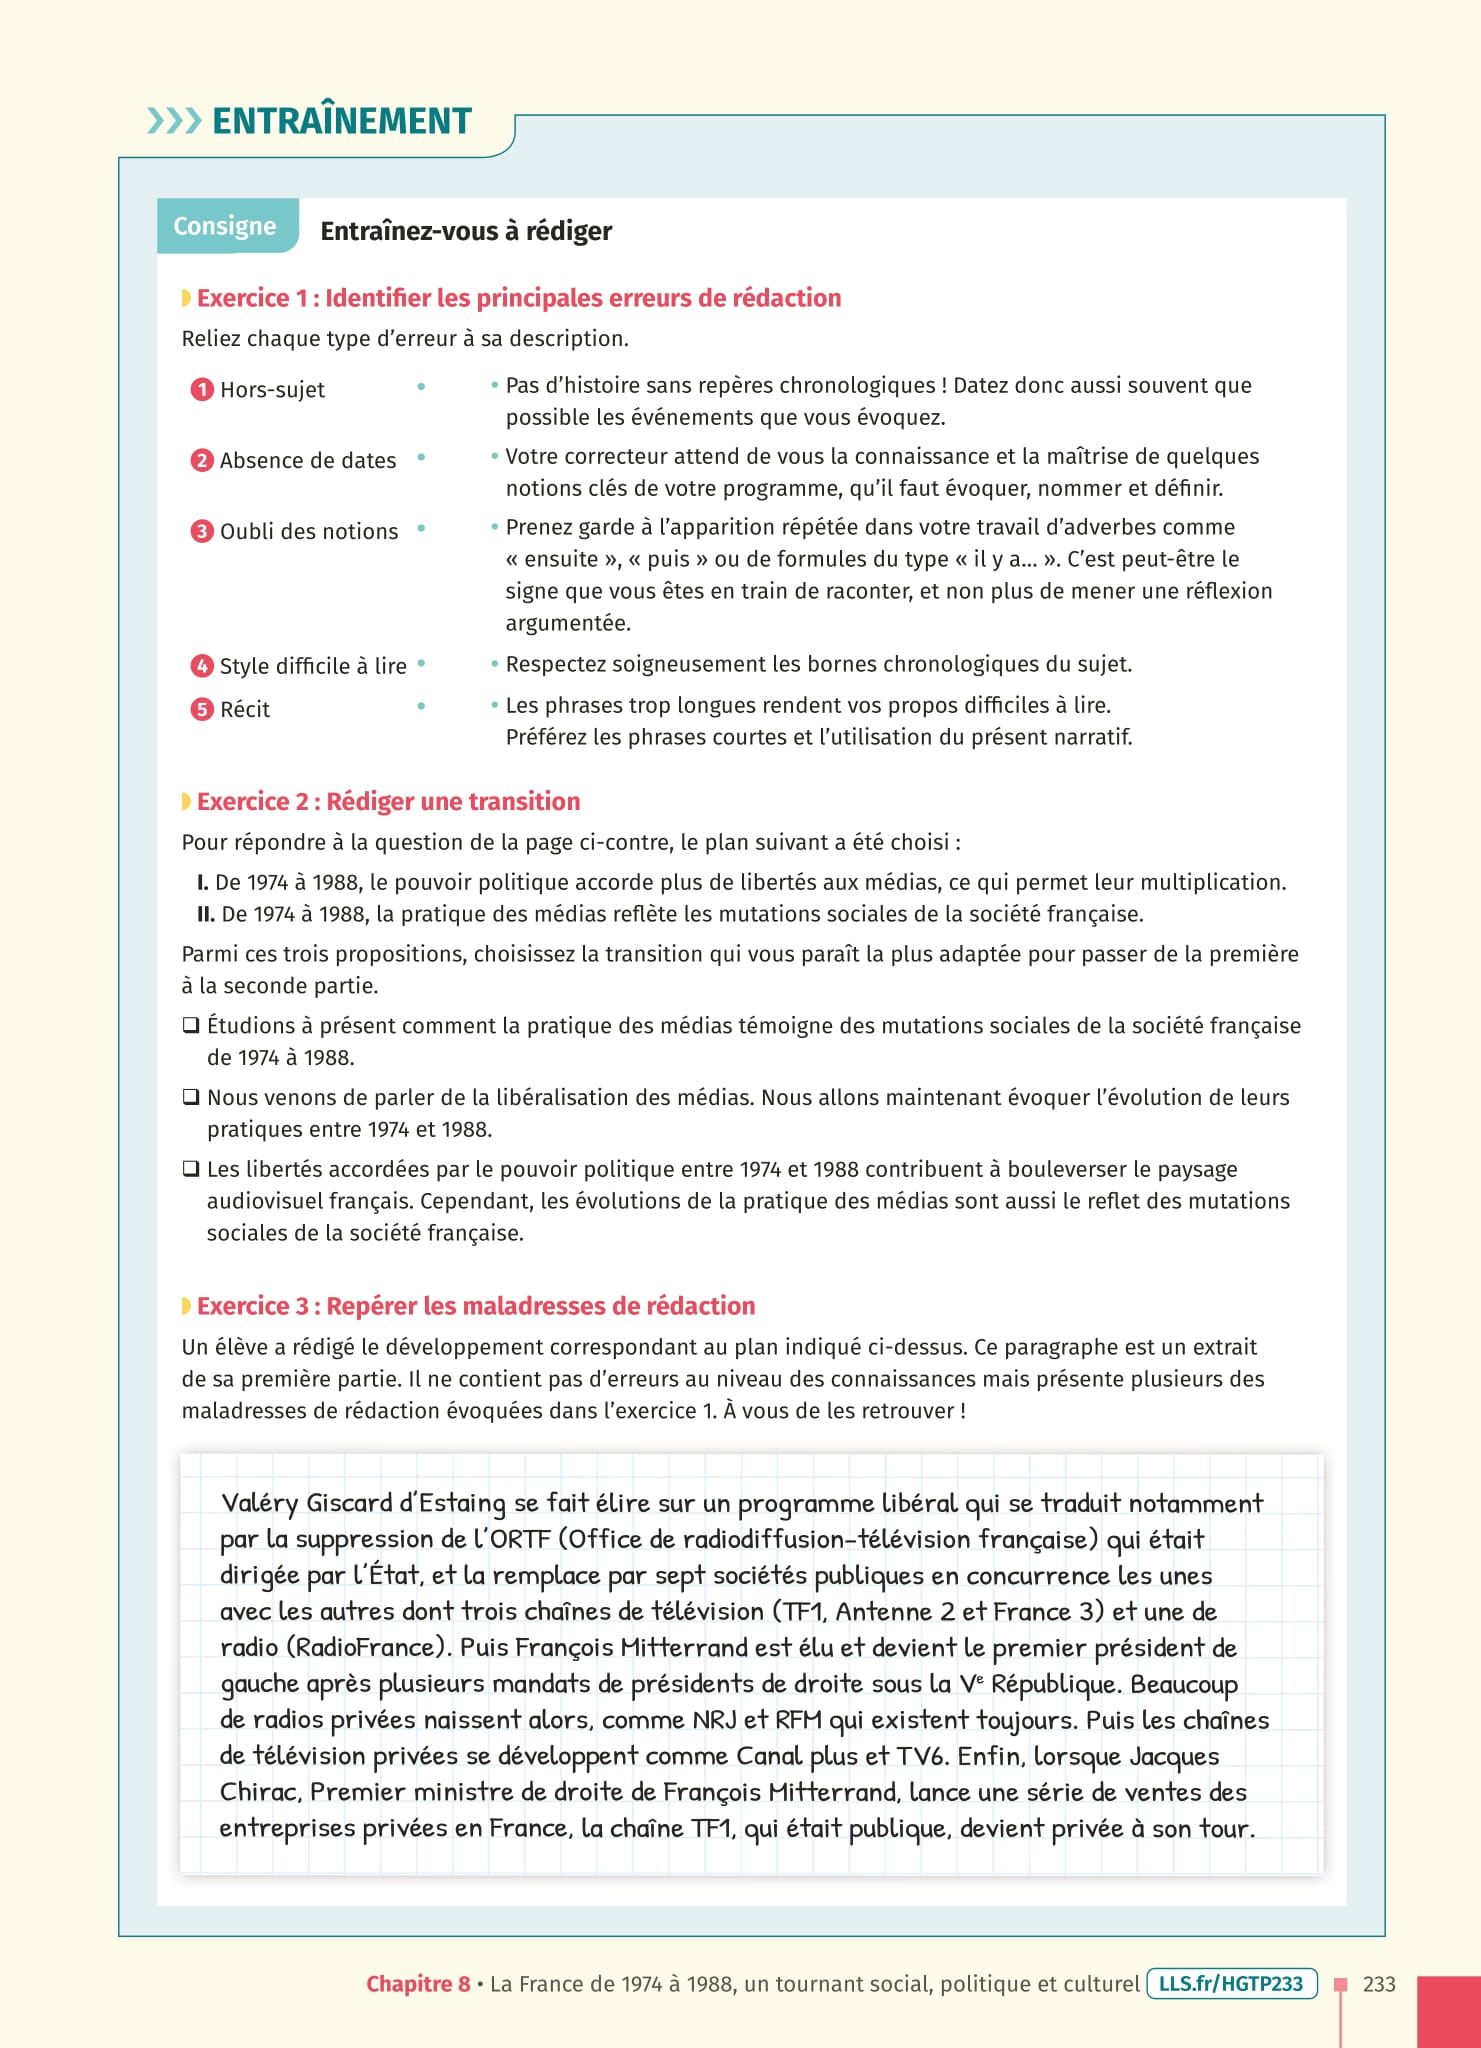 ENTRAÎNEMENT
Consigne
Entraînez-vous à rédiger
Exercice 1 : Identifier les principales erreurs de rédaction
Reliez chaque type d'erreur à sa description.
1 Hors-sujet • • Pas d'histoire sans repères chronologiques ! Datez donc aussi souvent que
possible les événements que vous évoquez.
2 Absence de dates • • Votre correcteur attend de vous la connaissance et la maîtrise de quelques
notions clés de votre programme, qu'il faut évoquer, nommer et définir.
3 Oubli des notions • • Prenez garde à l'apparition répétée dans votre travail d'adverbes comme
« ensuite », « puis » ou de formules du type « il y a... ». C'est peut-être le
signe que vous êtes en train de raconter, et non plus de mener une réflexion
argumentée.
4 Style difficile à lire • • Respectez soigneusement les bornes chronologiques du sujet.
5 Récit • • Les phrases trop longues rendent vos propos difficiles à lire.
Préférez les phrases courtes et l'utilisation du présent narratif.
Exercice 2 : Rédiger une transition
Pour répondre à la question de la page ci-contre, le plan suivant a été choisi :
I. De 1974 à 1988, le pouvoir politique accorde plus de libertés aux médias, ce qui permet leur multiplication.
II. De 1974 à 1988, la pratique des médias reflète les mutations sociales de la société française.
Parmi ces trois propositions, choisissez la transition qui vous paraît la plus adaptée pour passer de la première
à la seconde partie.
❑ Étudions à présent comment la pratique des médias témoigne des mutations sociales de la société française
de 1974 à 1988.
❑ Nous venons de parler de la libéralisation des médias. Nous allons maintenant évoquer l'évolution de leurs
pratiques entre 1974 et 1988.
❑ Les libertés accordées par le pouvoir politique entre 1974 et 1988 contribuent à bouleverser le paysage
audiovisuel français. Cependant, les évolutions de la pratique des médias sont aussi le reflet des mutations
sociales de la société française.
Exercice 3 : Repérer les maladresses de rédaction
Un élève a rédigé le développement correspondant au plan indiqué ci-dessus. Ce paragraphe est un extrait
de sa première partie. Il ne contient pas d'erreurs au niveau des connaissances mais présente plusieurs des
maladresses de rédaction évoquées dans l'exercice 1. À vous de les retrouver !
Valéry Giscard d'Estaing se fait élire sur un programme libéral qui se traduit notamment
par la suppression de l'ORTF (Office de radiodiffusion-télévision française) qui était
dirigée par l'État, et la remplace par sept sociétés publiques en concurrence les unes
avec les autres dont trois chaînes de télévision (TF1, Antenne 2 et France 3) et une de
radio (RadioFrance). Puis François Mitterrand est élu et devient le premier président de
gauche après plusieurs mandats de présidents de droite sous la Ve République. Beaucoup
de radios privées naissent alors, comme NRJ et RFM qui existent toujours. Puis les chaînes
de télévision privées se développent comme Canal plus et TV6. Enfin, lorsque Jacques
Chirac, Premier ministre de droite de François Mitterrand, lance une série de ventes des
entreprises privées en France, la chaîne TF1, qui était publique, devient privée à son tour.
Chapitre 8 • La France de 1974 à 1988, un tournant social, politique et culturel LLS.fr/HGTP233 233